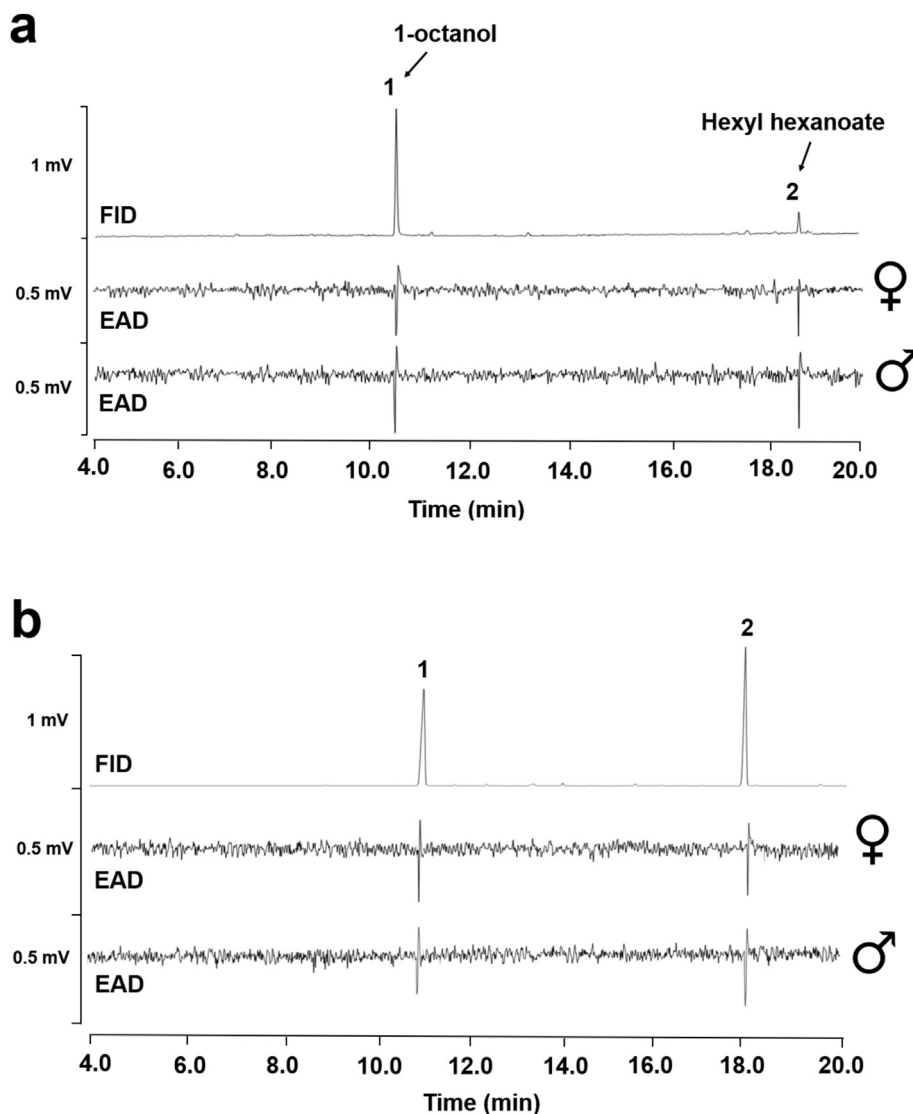 a
1-octanol
1
Hexyl hexanoate
2
1 mV
FID
♀
0.5 mV
EAD
♂
0.5 mV
EAD
4.0 6.0 8.0 10.0 12.0 14.0 16.0 18.0 20.0
Time (min)
b
1
2
1 mV
FID
♀
0.5 mV
EAD
♂
0.5 mV
EAD
4.0 6.0 8.0 10.0 12.0 14.0 16.0 18.0 20.0
Time (min)